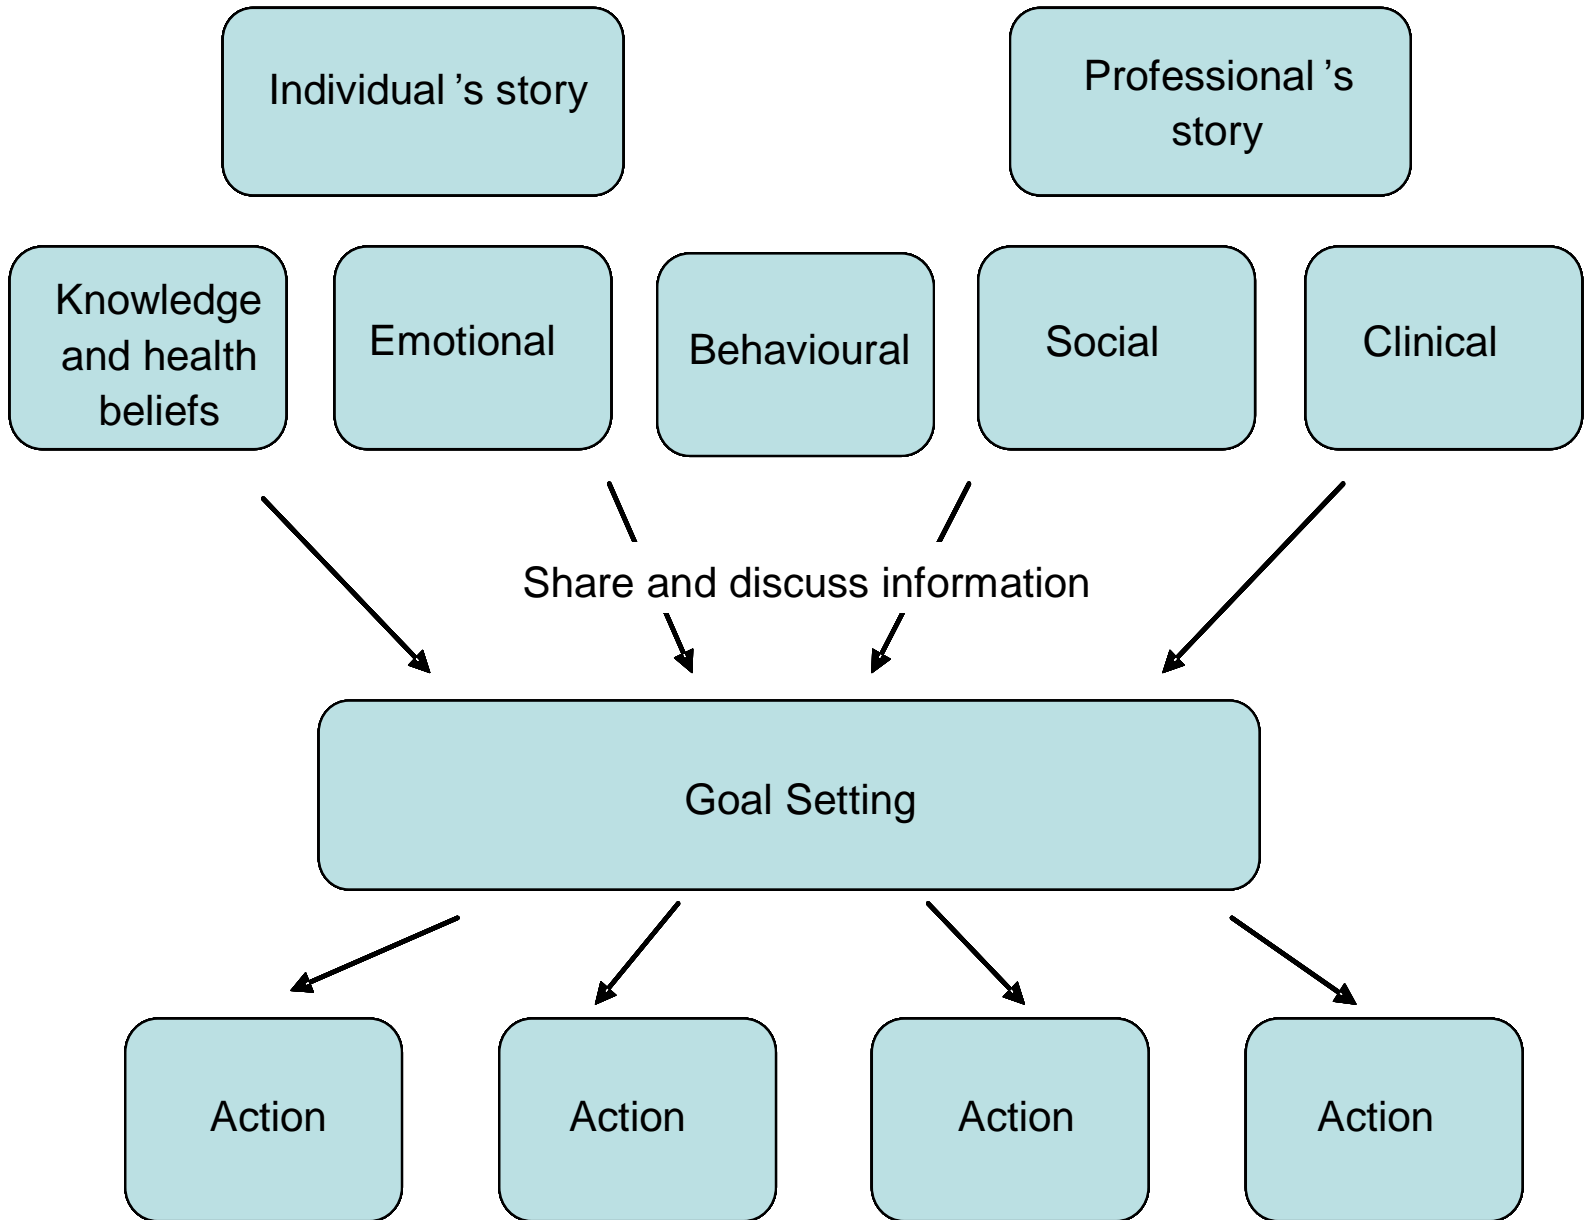 Individual 's story
Professional 's
story
Knowledge
and health
beliefs
Emotional
Behavioural
Social
Clinical
Share and discuss information
Goal Setting
Action
Action
Action
Action